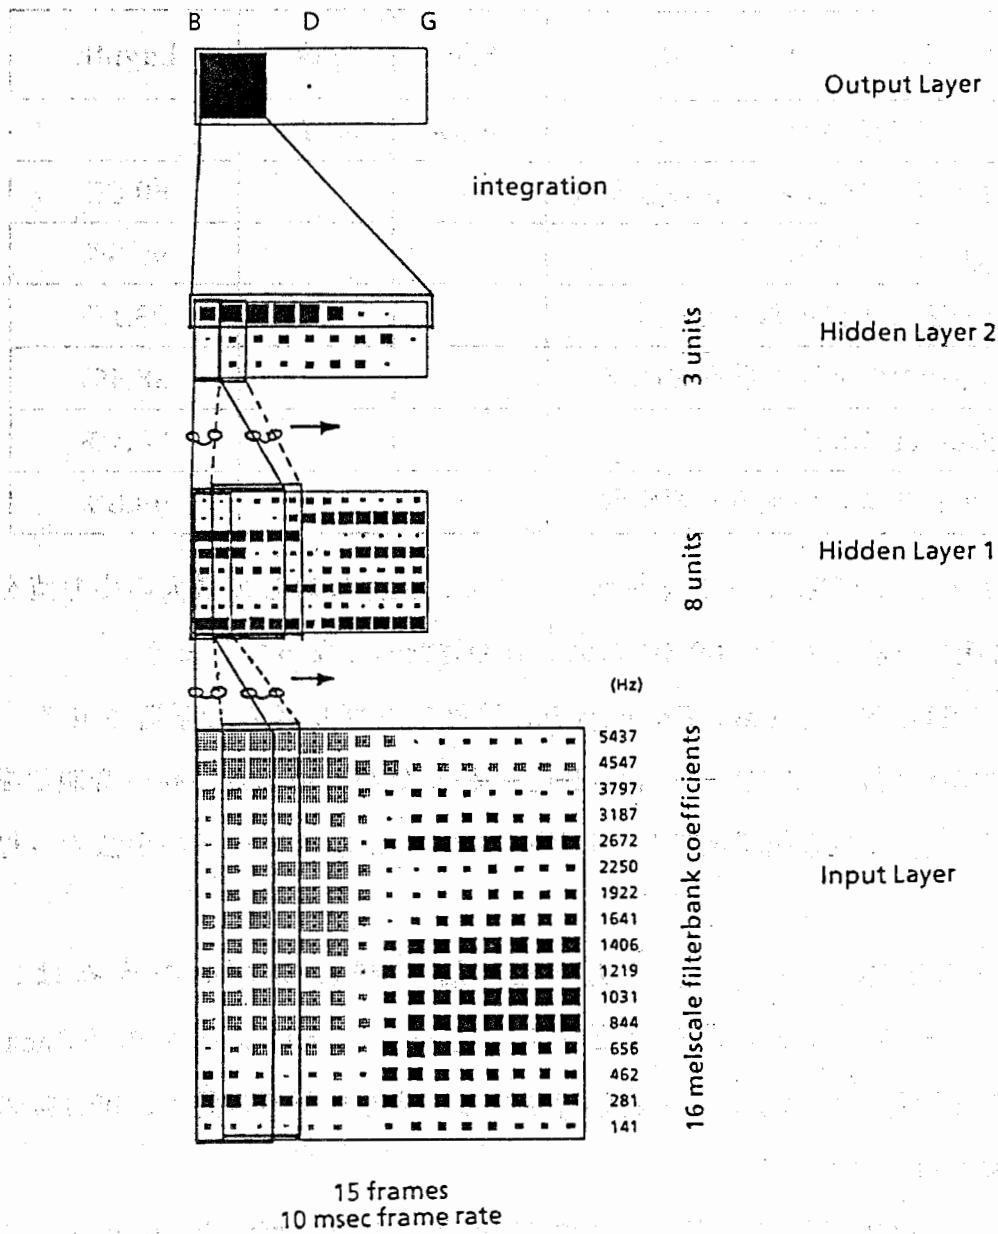 B D G
Output Layer
integration
3 units
Hidden Layer 2
8 units
Hidden Layer 1
(Hz)
5437
4547
3797
3187
2672
2250
1922
1641
1406
1219
1031
844
656
462
281
141
16 melscale filterbank coefficients
Input Layer
15 frames
10 msec frame rate